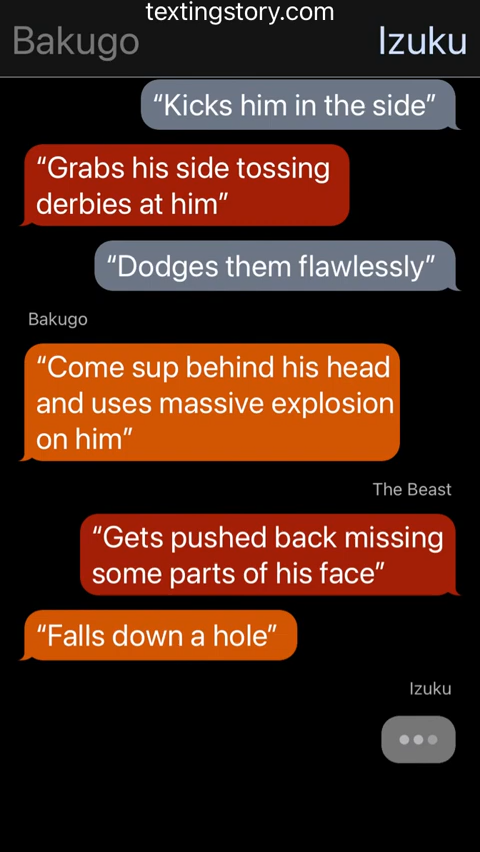 textingstory.com
Bakugo
Izuku
“Kicks him in the side”
“Grabs his side tossing
derbies at him”
“Dodges them flawlessly”
Bakugo
“Come sup behind his head
and uses massive explosion
on him”
The Beast
“Gets pushed back missing
some parts of his face”
“Falls down a hole”
Izuku